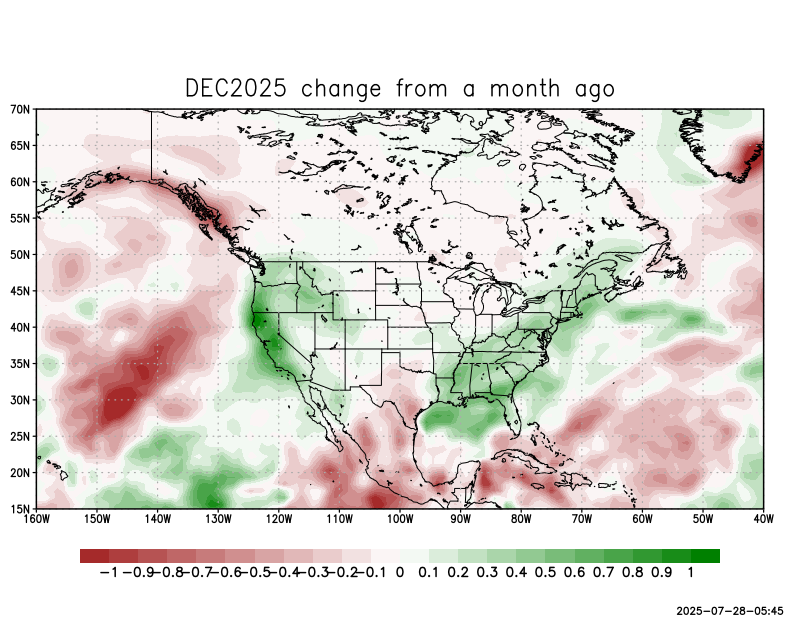 DEC2025 change from a month ago
70N
65N
60N
55N
50N
45N
40N
35N
30N
25N
20N
15N
160W 150W 140W 130W 120W 110W 100W 90W 80W 70W 60W 50W 40W
-1 -0.9 -0.8 -0.7 -0.6 -0.5 -0.4 -0.3 -0.2 -0.1 0 0.1 0.2 0.3 0.4 0.5 0.6 0.7 0.8 0.9 1
2025-07-28-05:45